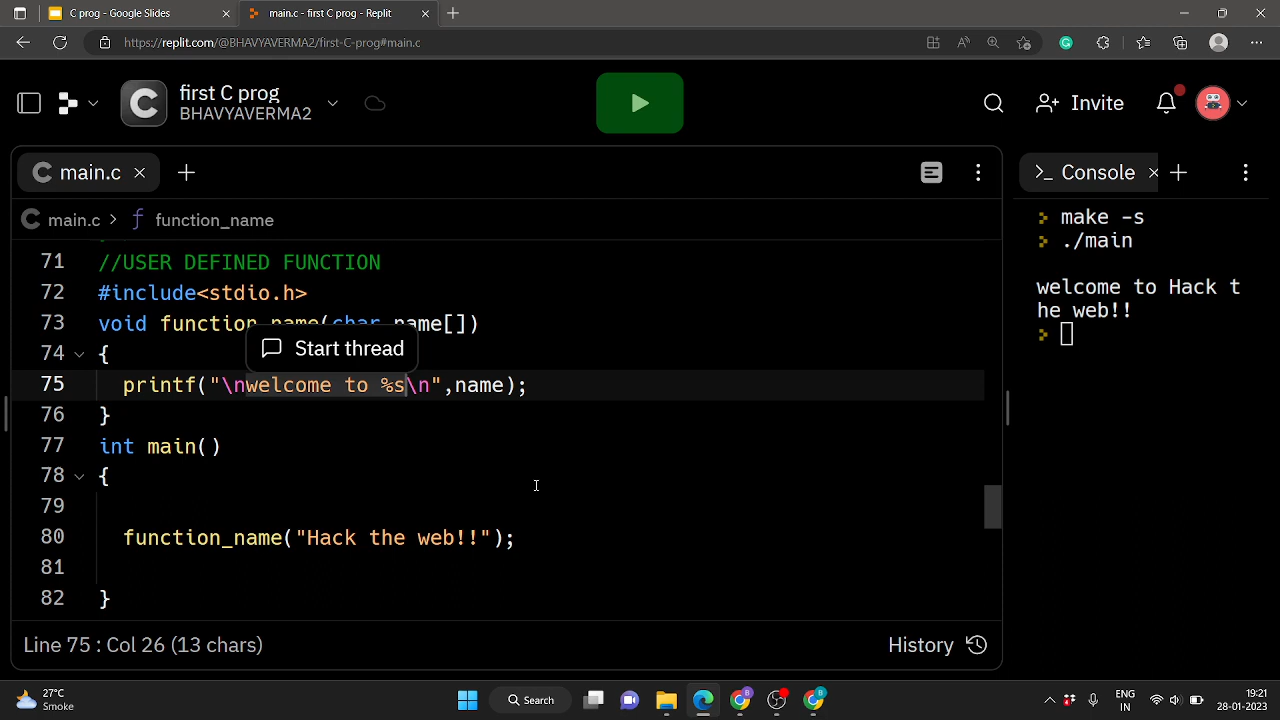 C prog - Google Slides
main.c - first C prog - Replit
https://replit.com/@BHAVYAVERMA2/first-C-prog#main.c
first C prog
BHAVYAVERMA2
Invite
main.c
main.c > function_name
71 //USER DEFINED FUNCTION
72 #include<stdio.h>
73 void function_name(char name[])
Start thread
74 {
75 printf("\nwelcome to %s\n",name);
76 }
77 int main()
78 {
79
80 function_name("Hack the web!!");
81
82 }
Line 75 : Col 26 (13 chars)
History
Console
make -s
./main
welcome to Hack t
he web!!
27°C
Smoke
Search
ENG
IN
19:21
28-01-2023